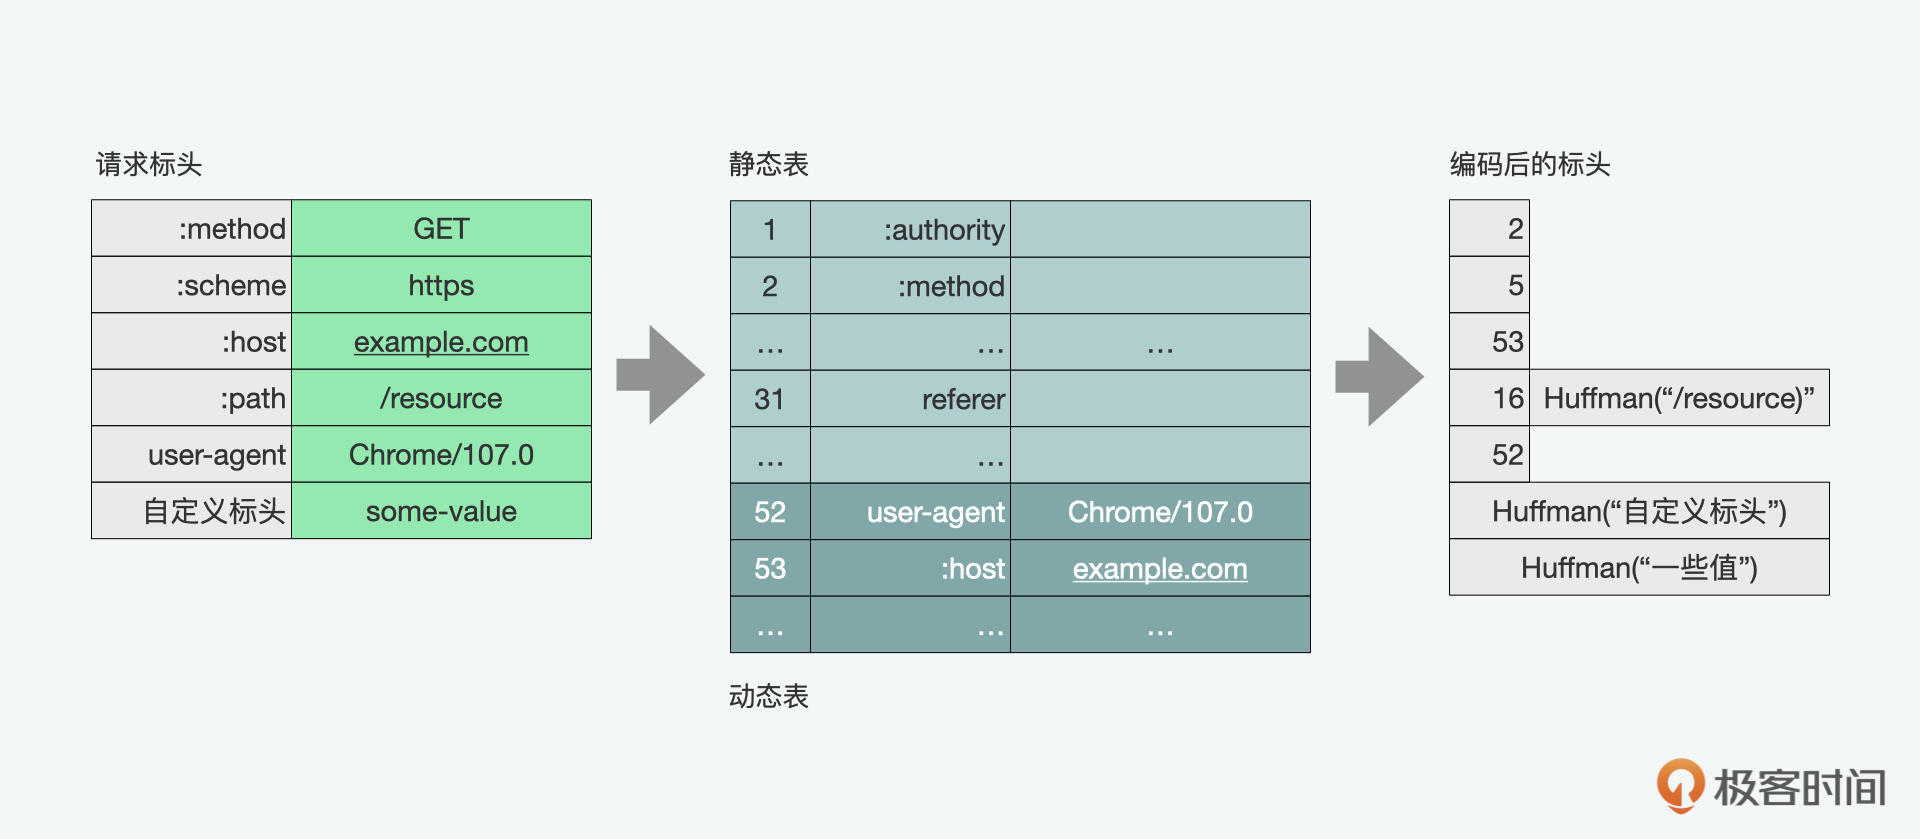 请求标头
:method GET
:scheme https
:host example.com
:path /resource
user-agent Chrome/107.0
自定义标头 some-value
静态表
1 :authority
2 :method
... ... ...
31 referer
... ...
52 user-agent Chrome/107.0
53 :host example.com
... ... ...
动态表
编码后的标头
2
5
53
16 Huffman(“/resource)”
52
Huffman(“自定义标头”)
Huffman(“一些值”)
极客时间